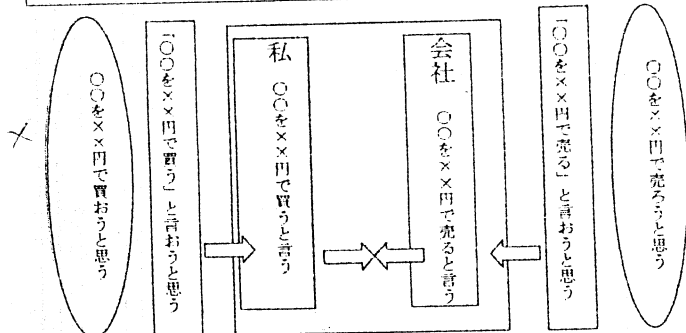 〇〇を××円で売ろうと思う
「〇〇を××円で売る」と言おうと思う
会社 〇〇を××円で売ると言う
私 〇〇を××円で買うと言う
「〇〇を××円で買う」と言おうと思う
〇〇を××円で買おうと思う